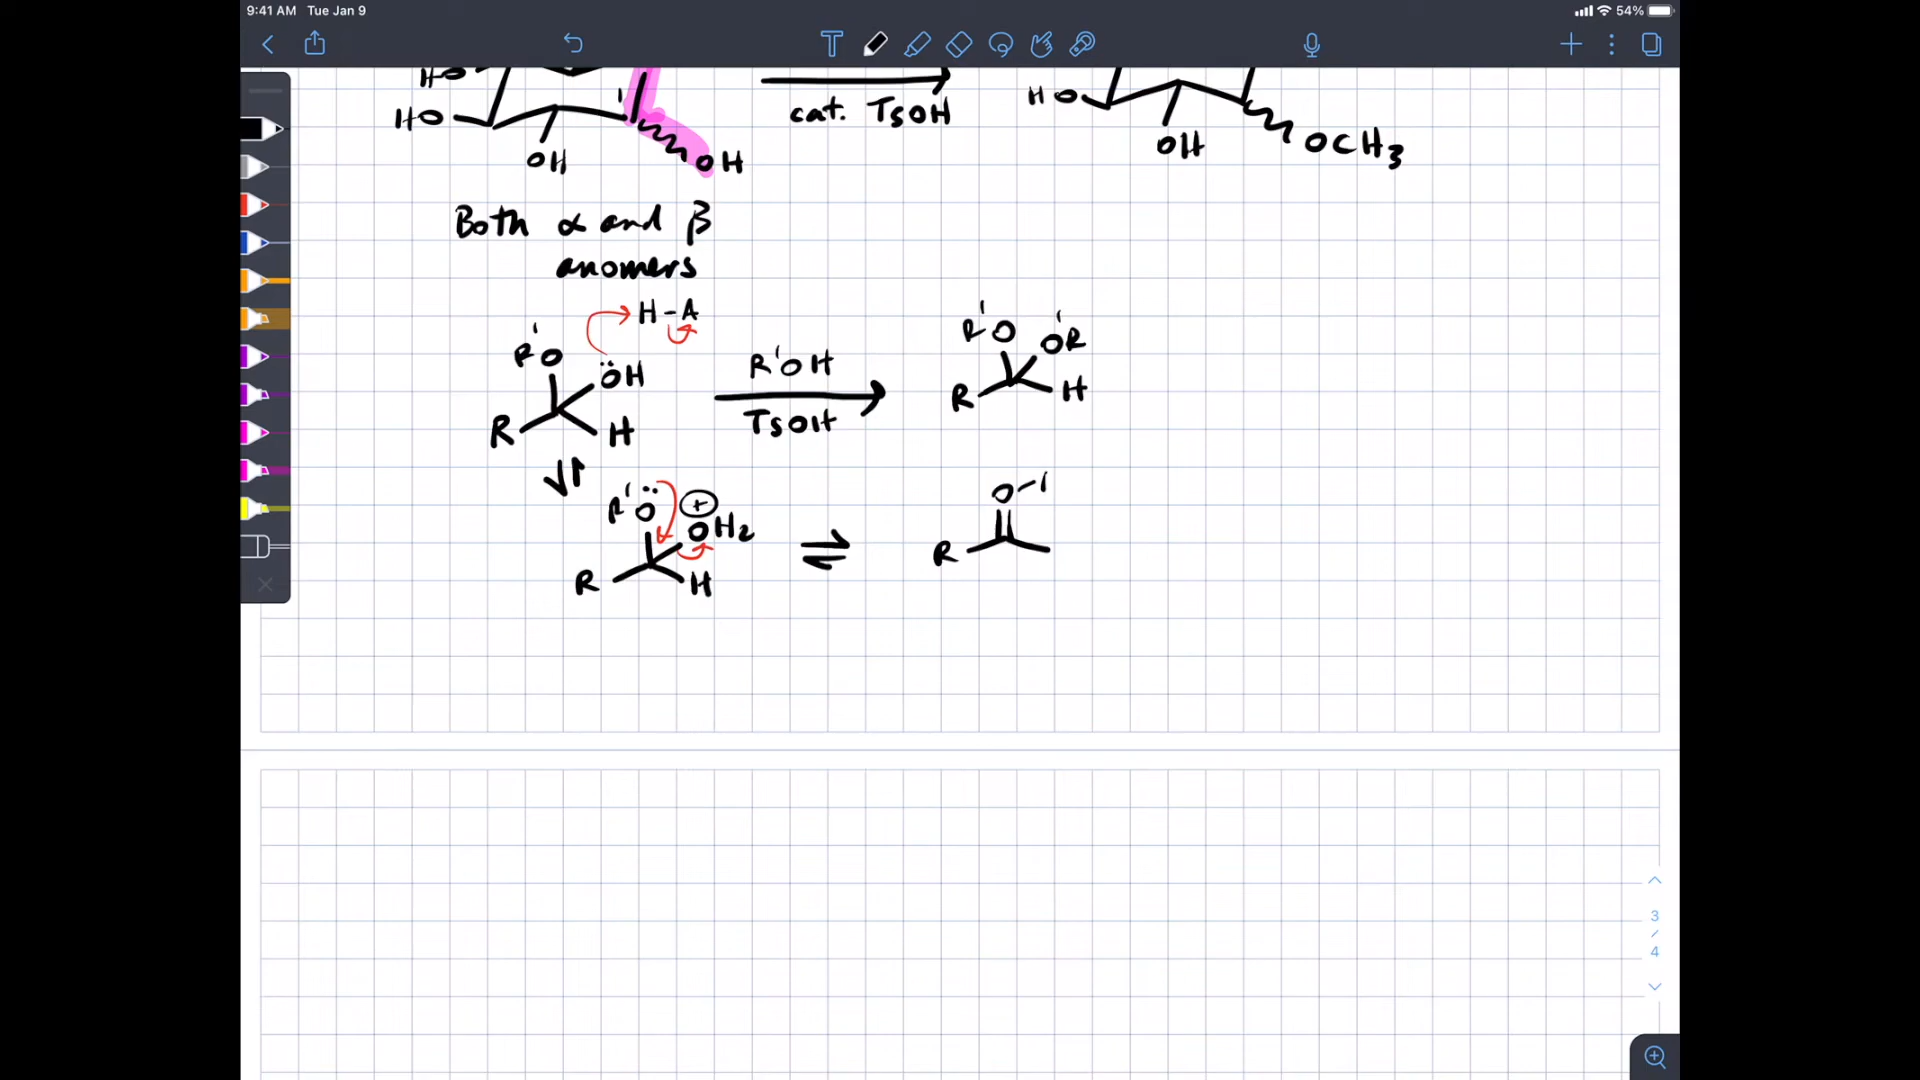 9:41 AM Tue Jan 9
54%
HO
HO
OH
1
OH
cat. TsOH
HO
OH
OCH3
Both α and β
anomers
H-A
R'O
ÖH
R
H
R'OH
TsOH
R'O
OR'
R
H
R'Ö
+
OH2
R
H
O
R
3
/
4